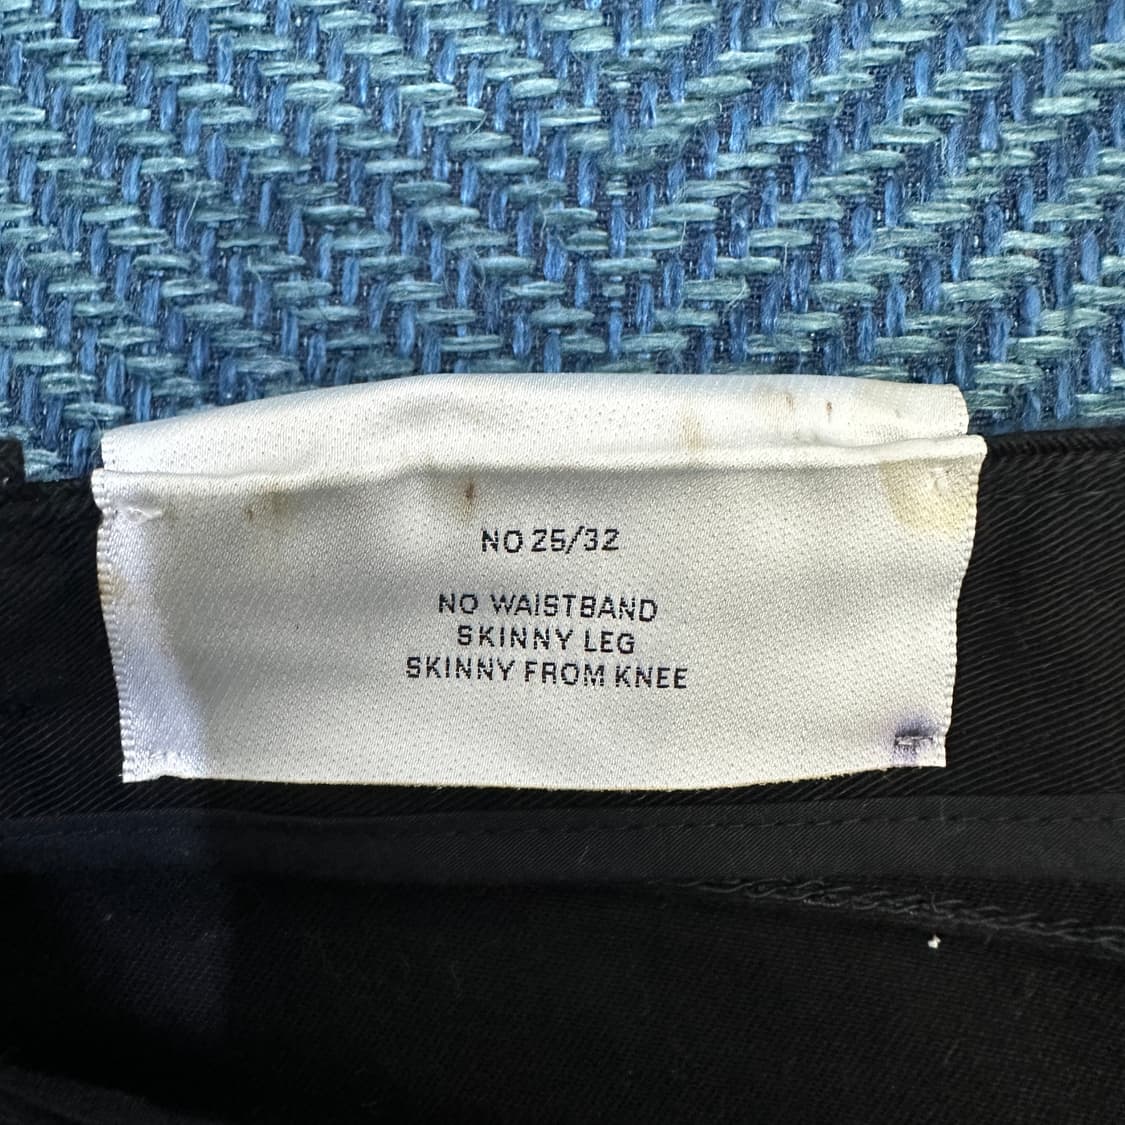 NO 25/32
NO WAISTBAND
SKINNY LEG
SKINNY FROM KNEE